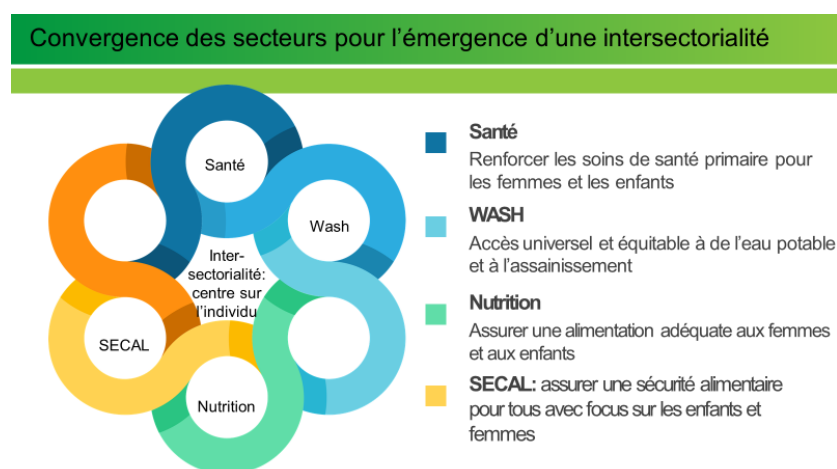 Convergence des secteurs pour l’émergence d’une intersectorialité
Santé
Wash
Inter-
sectorialité:
centre sur
l’individu
SECAL
Nutrition
Santé
Renforcer les soins de santé primaire pour
les femmes et les enfants
WASH
Accès universel et équitable à de l’eau potable
et à l’assainissement
Nutrition
Assurer une alimentation adéquate aux femmes
et aux enfants
SECAL: assurer une sécurité alimentaire
pour tous avec focus sur les enfants et
femmes